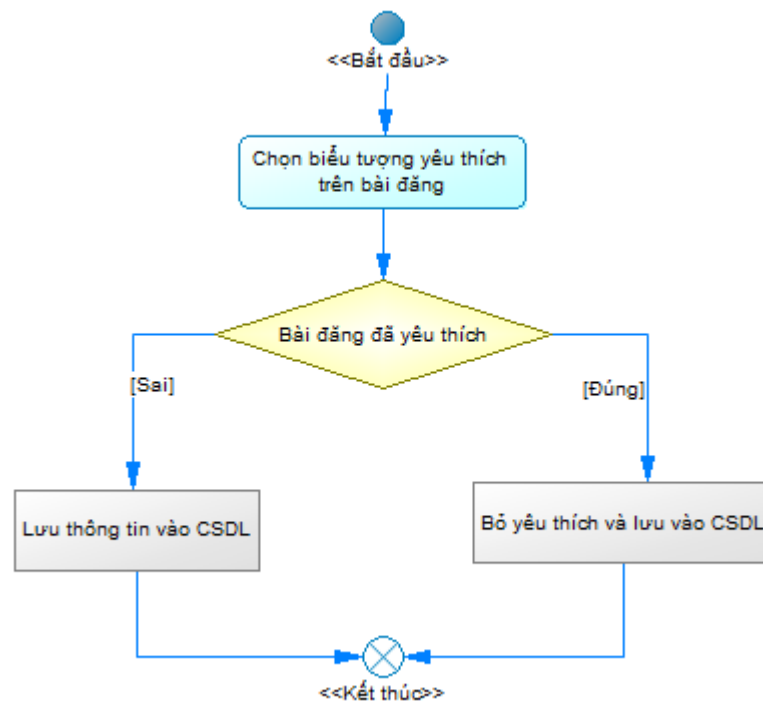 <<Bắt đầu>>
Chọn biểu tượng yêu thích
trên bài đăng
Bài đăng đã yêu thích
[Sai]
[Đúng]
Lưu thông tin vào CSDL
Bỏ yêu thích và lưu vào CSDL
<<Kết thúc>>